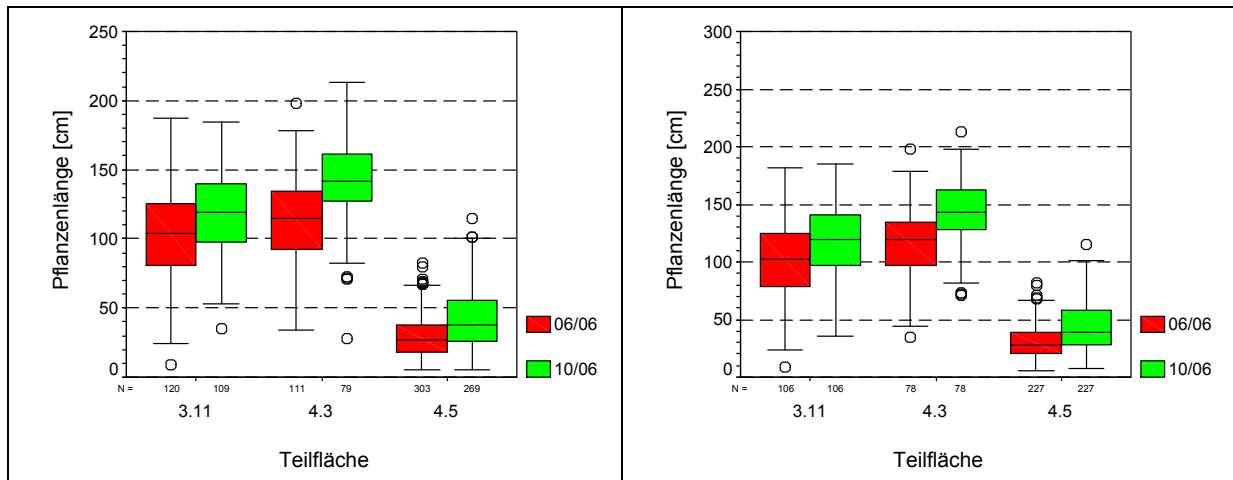 Pflanzenlänge [cm]
250
200
150
100
50
0
N = 120 109 111 79 303 269
3.11 4.3 4.5
Teilfläche
06/06
10/06
Pflanzenlänge [cm]
300
250
200
150
100
50
0
N = 106 106 78 78 227 227
3.11 4.3 4.5
Teilfläche
06/06
10/06